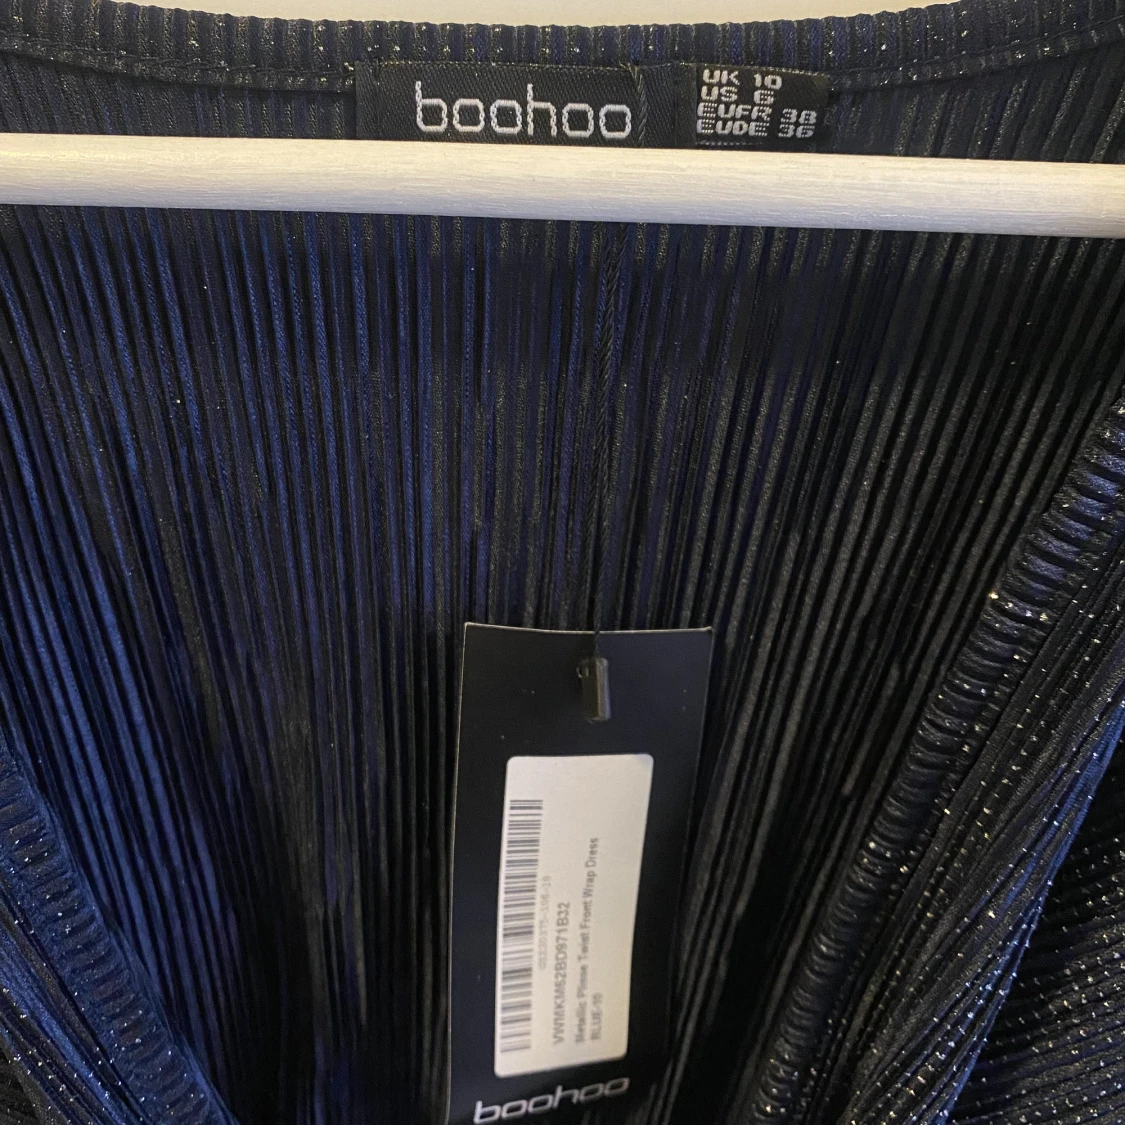 boohoo
UK 10
US 6
EUFR 38
EUDE 36
VWMKM62BD971B32
Metallic Plisse Twist Front Wrap Dress
BLUE-10
boohoo